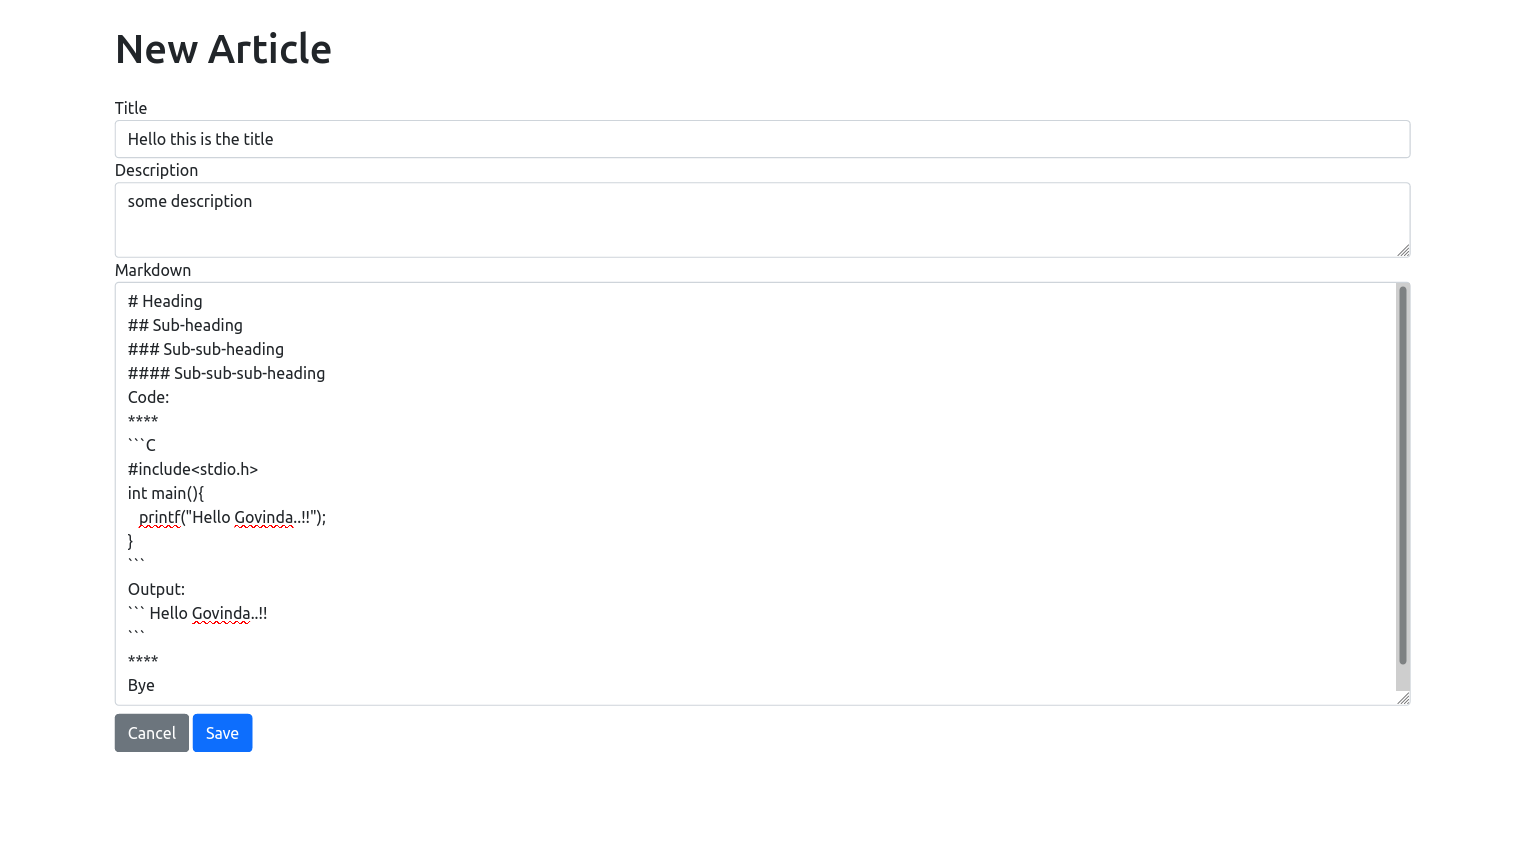 New Article
Title
Hello this is the title
Description
some description
Markdown
# Heading
## Sub-heading
### Sub-sub-heading
#### Sub-sub-sub-heading
Code:
****
```C
#include<stdio.h>
int main(){
   printf("Hello Govinda..!!");
}
```
Output:
``` Hello Govinda..!!
```
****
Bye
Cancel Save